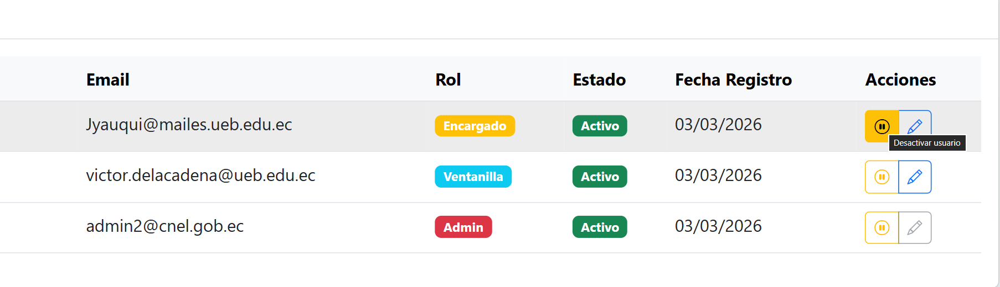 Email Rol Estado Fecha Registro Acciones
Jyauqui@mailes.ueb.edu.ec Encargado Activo 03/03/2026
Desactivar usuario
victor.delacadena@ueb.edu.ec Ventanilla Activo 03/03/2026
admin2@cnel.gob.ec Admin Activo 03/03/2026